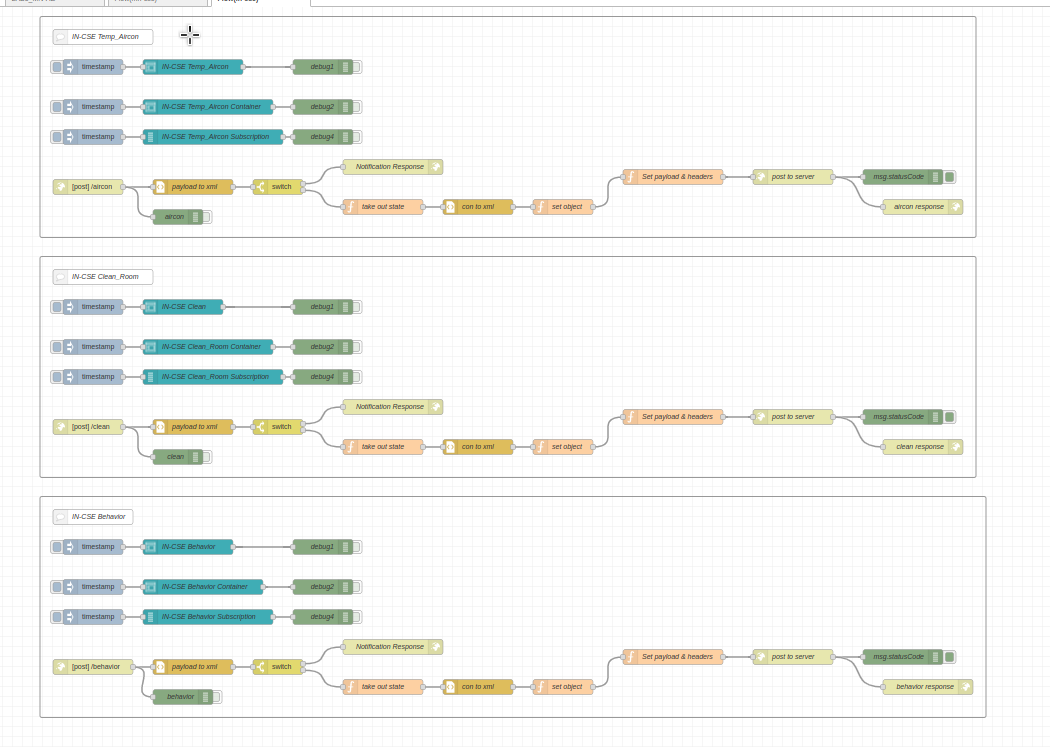 IN-CSE Temp_Aircon
timestamp IN-CSE Temp_Aircon debug1
timestamp IN-CSE Temp_Aircon Container debug2
timestamp IN-CSE Temp_Aircon Subscription debug4
Notification Response
Set payload & headers post to server msg.statusCode
[post] /aircon payload to xml switch
take out state con to xml set object aircon response
aircon
IN-CSE Clean_Room
timestamp IN-CSE Clean debug1
timestamp IN-CSE Clean_Room Container debug2
timestamp IN-CSE Clean_Room Subscription debug4
Notification Response
Set payload & headers post to server msg.statusCode
[post] /clean payload to xml switch
take out state con to xml set object clean response
clean
IN-CSE Behavior
timestamp IN-CSE Behavior debug1
timestamp IN-CSE Behavior Container debug2
timestamp IN-CSE Behavior Subscription debug4
Notification Response
Set payload & headers post to server msg.statusCode
[post] /behavior payload to xml switch
take out state con to xml set object behavior response
behavior